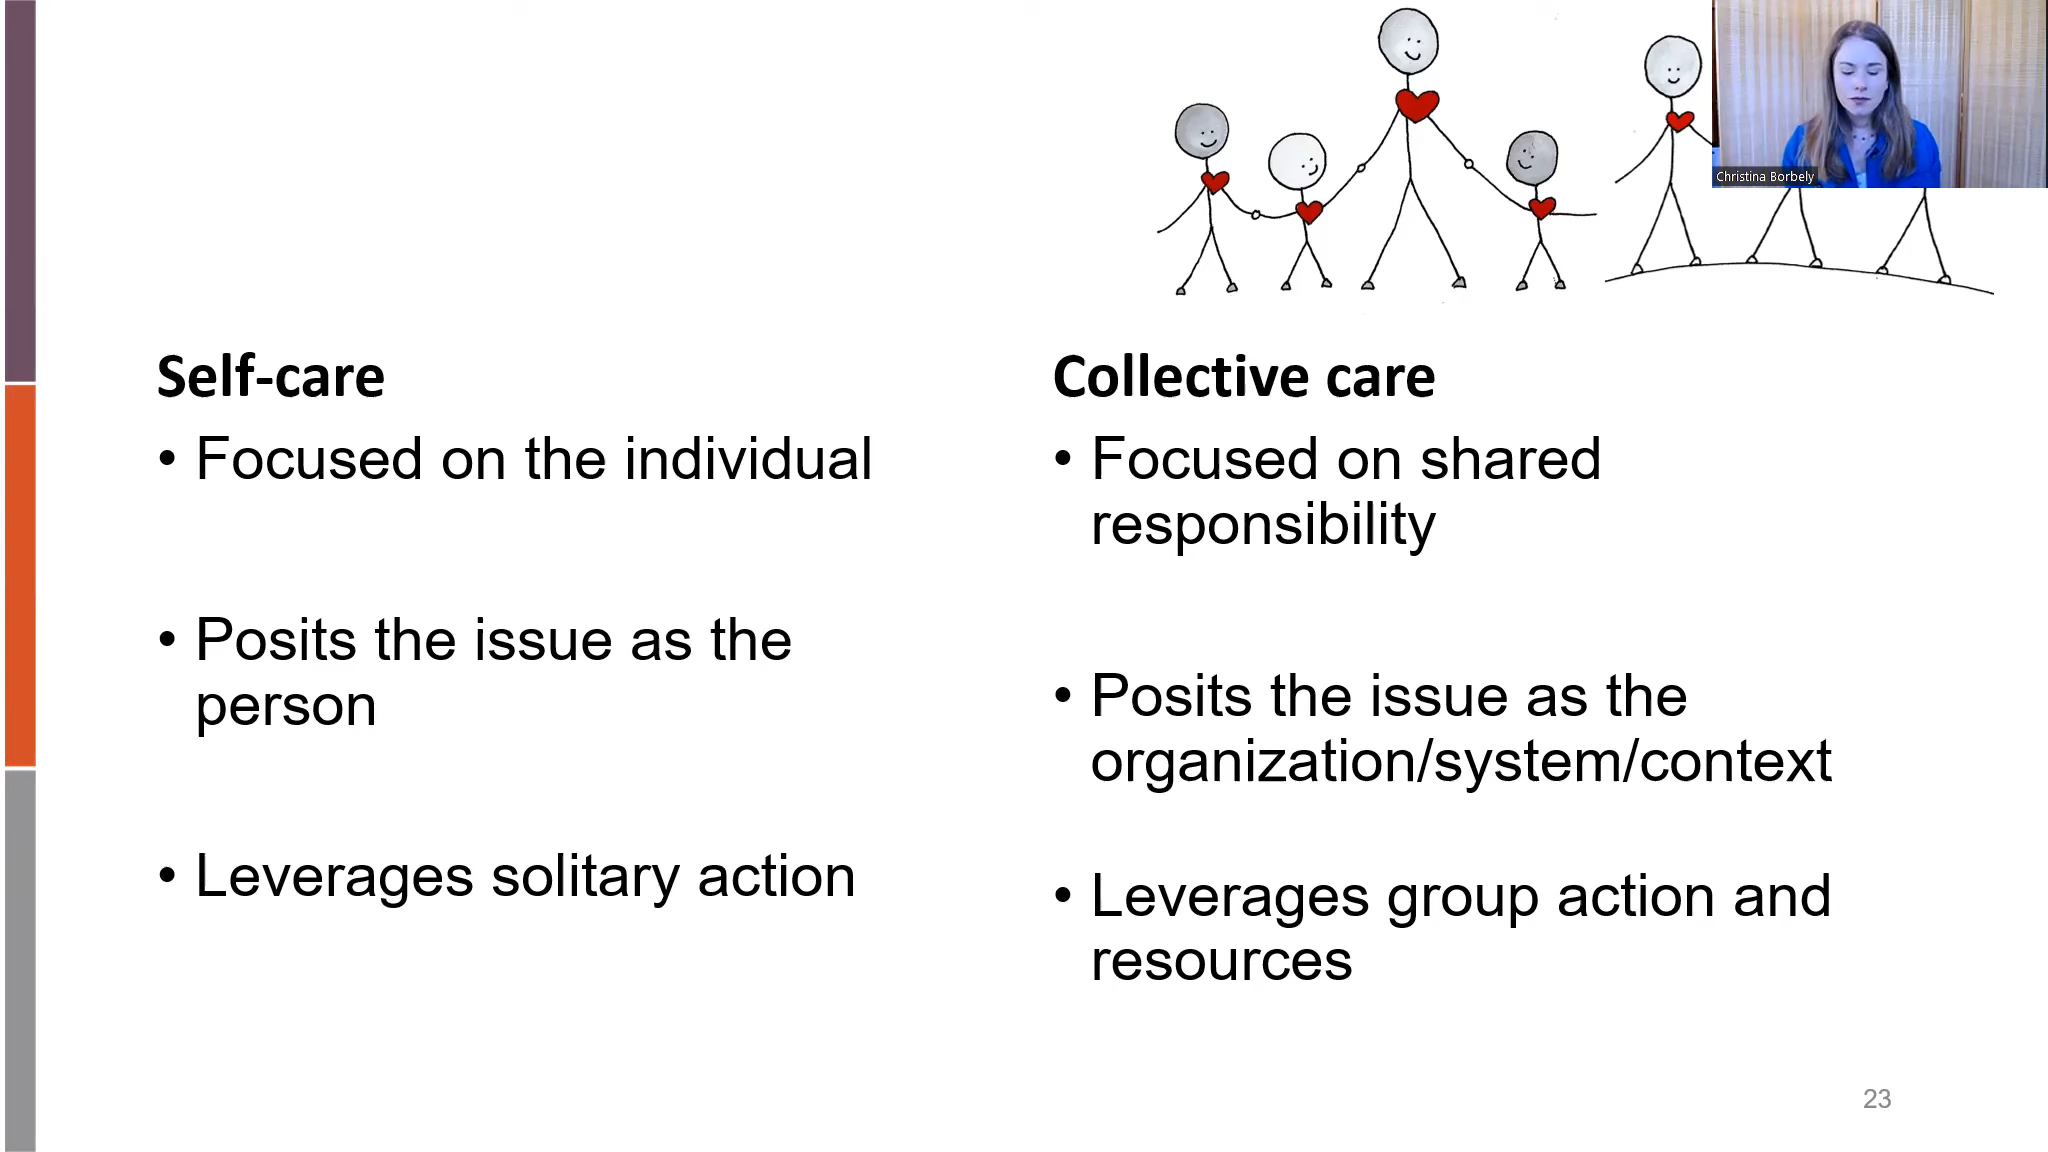 Christina Borbely
Self-care
• Focused on the individual
• Posits the issue as the
person
• Leverages solitary action
Collective care
• Focused on shared
responsibility
• Posits the issue as the
organization/system/context
• Leverages group action and
resources
23